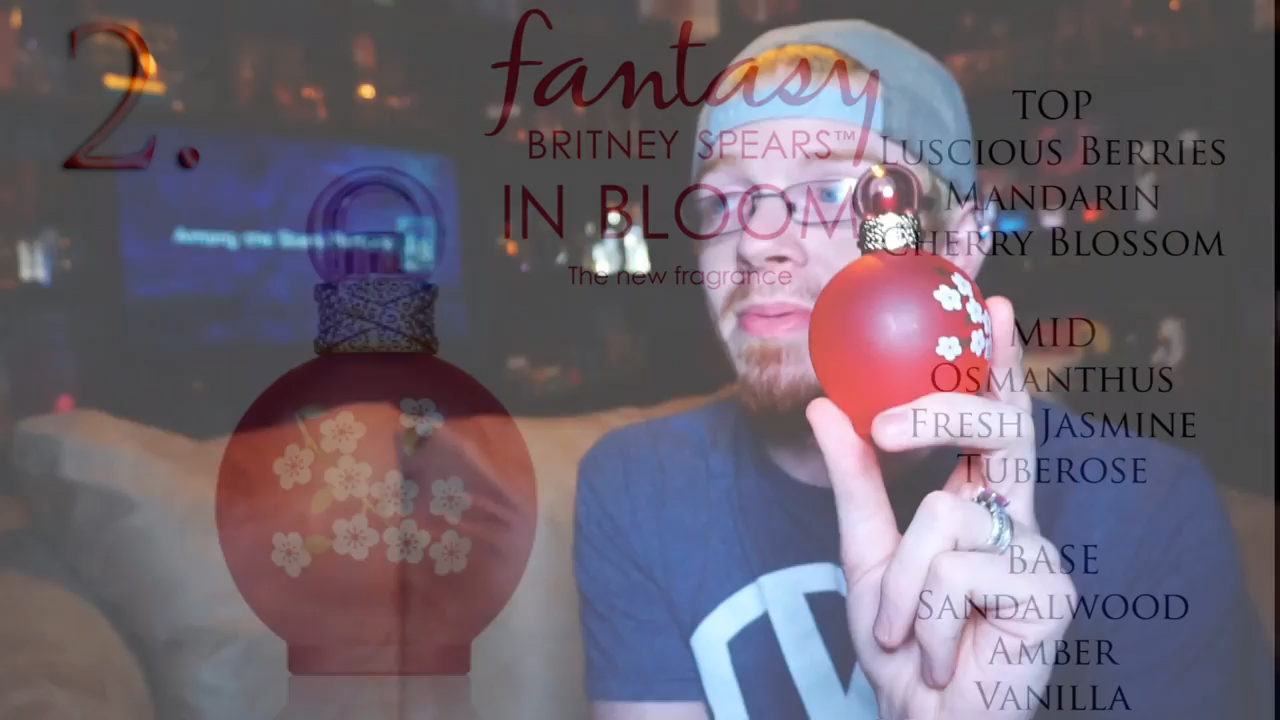 2.
fantasy
BRITNEY SPEARS™
IN BLOOM
The new fragrance
TOP
LUSCIOUS BERRIES
MANDARIN
CHERRY BLOSSOM
MID
OSMANTHUS
FRESH JASMINE
TUBEROSE
BASE
SANDALWOOD
AMBER
VANILLA